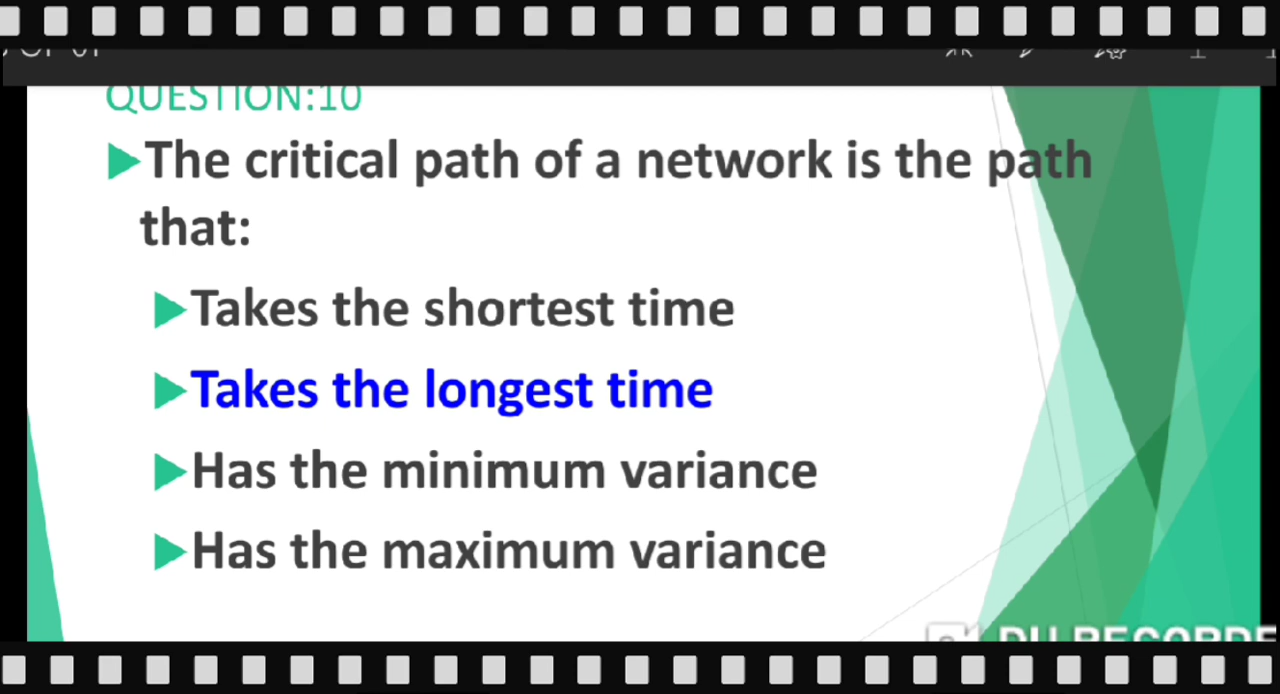 QUESTION:10
The critical path of a network is the path
that:
Takes the shortest time
Takes the longest time
Has the minimum variance
Has the maximum variance